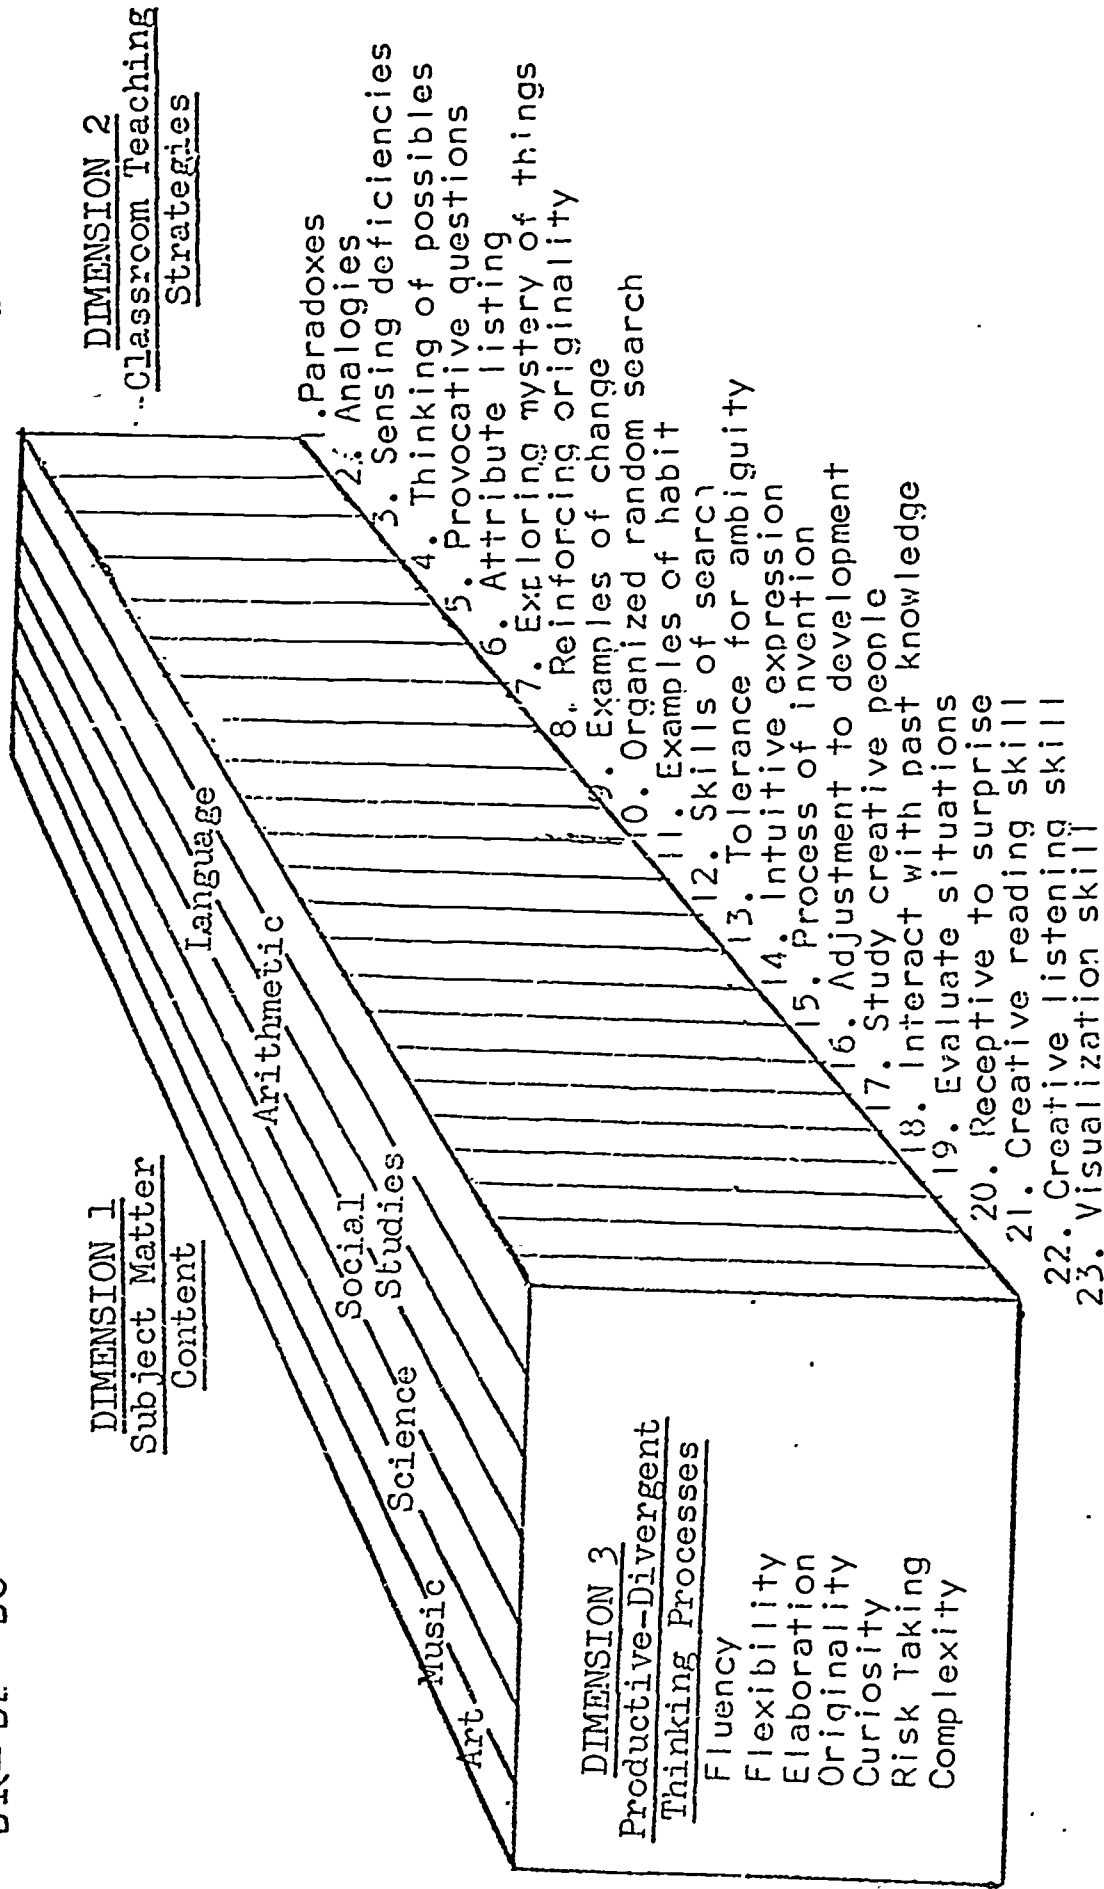 DIMENSION 1
Subject Matter
Content
DIMENSION 2
Classroom Teaching
Strategies
Language
Arithmetic
Social
Studies
Science
Music
Art
DIMENSION 3
Productive-Divergent
Thinking Processes
Fluency
Flexibility
Elaboration
Originality
Curiosity
Risk Taking
Complexity
.Paradoxes
2. Analogies
3. Sensing deficiencies
4. Thinking of possibles
5. Provocative questions
6. Attribute listing
7. Exploring mystery of things
8. Reinforcing originality
9. Examples of change
10. Organized random search
11. Examples of habit
12. Skills of search
13. Tolerance for ambiguity
14. Intuitive expression
15. Process of invention
16. Adjustment to development
17. Study creative people
18. Interact with past knowledge
19. Evaluate situations
20. Receptive to surprise
21. Creative reading skill
22. Creative listening skill
23. Visualization skill